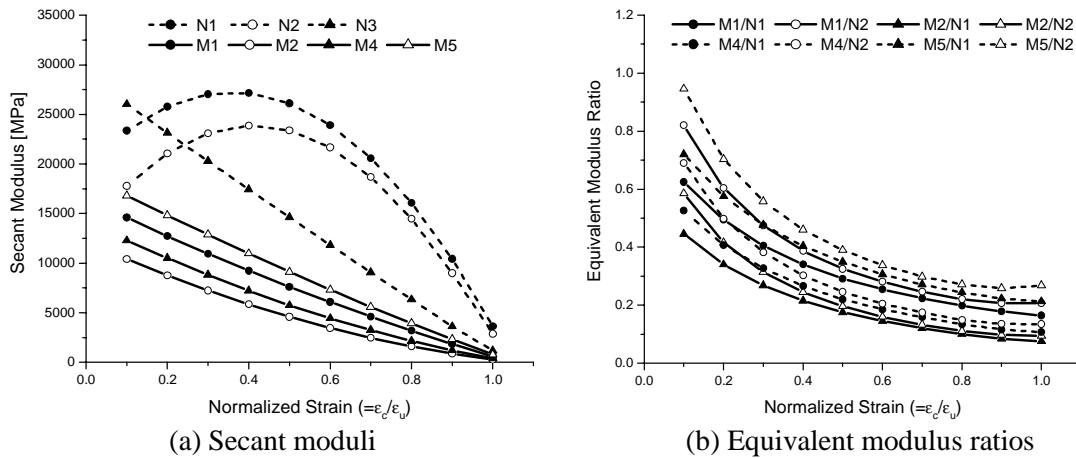 N1 N2 N3
M1 M2 M4 M5
35000
30000
25000
20000
15000
10000
5000
0
Secant Modulus [MPa]
0.0 0.2 0.4 0.6 0.8 1.0
Normalized Strain (=εc/εu)
(a) Secant moduli
M1/N1 M1/N2 M2/N1 M2/N2
M4/N1 M4/N2 M5/N1 M5/N2
1.2
1.0
0.8
0.6
0.4
0.2
0.0
Equivalent Modulus Ratio
0.0 0.2 0.4 0.6 0.8 1.0
Normalized Strain (=εc/εu)
(b) Equivalent modulus ratios